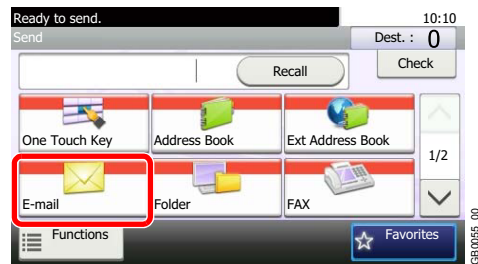 Ready to send.
10:10
Send
Dest. : 0
Recall
Check
One Touch Key
Address Book
Ext Address Book
1/2
E-mail
Folder
FAX
Functions
Favorites
GB0055_00